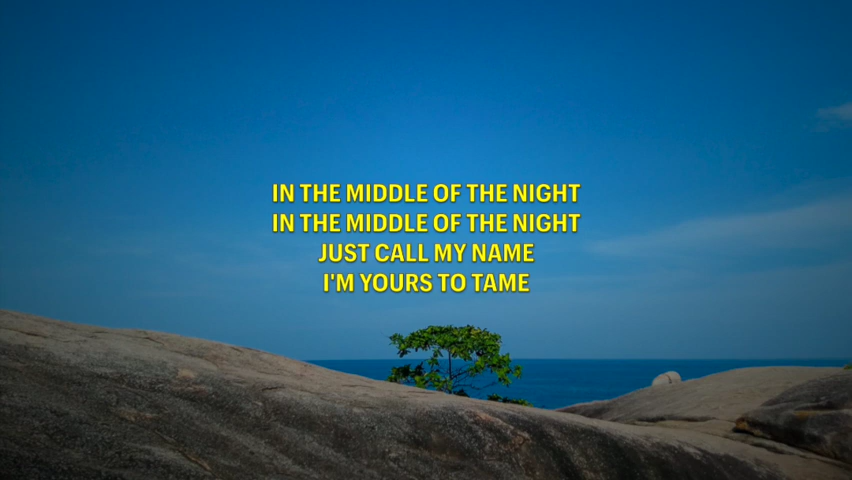 IN THE MIDDLE OF THE NIGHT
IN THE MIDDLE OF THE NIGHT
JUST CALL MY NAME
I'M YOURS TO TAME